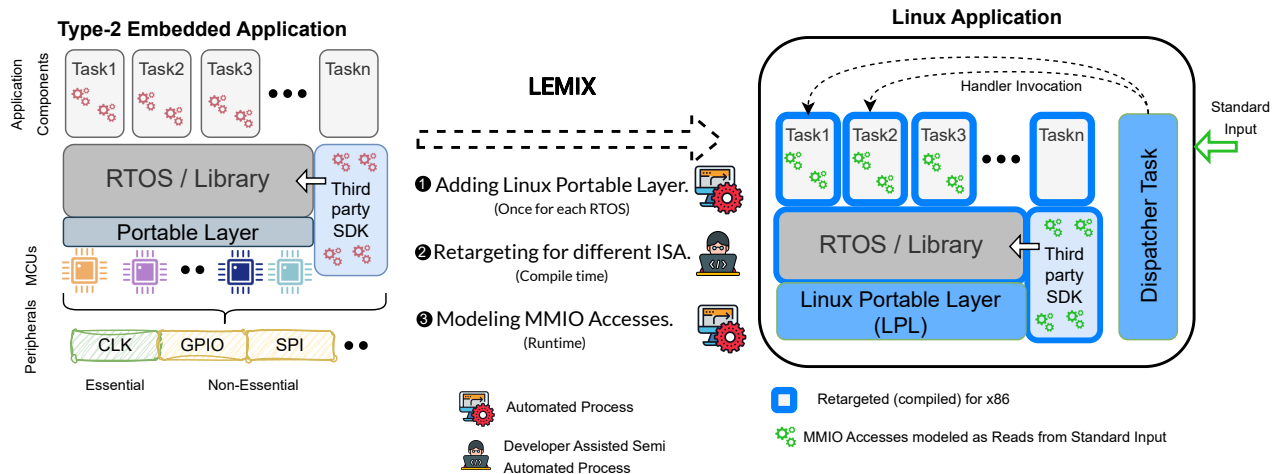 Type-2 Embedded Application
Application
Components
Task1
Task2
Task3
Taskn
RTOS / Library
Third
party
SDK
Portable Layer
MCUs
Peripherals
CLK
GPIO
SPI
Essential
Non-Essential
LEMIX
❶ Adding Linux Portable Layer.
(Once for each RTOS)
❷ Retargeting for different ISA.
(Compile time)
❸ Modeling MMIO Accesses.
(Runtime)
Automated Process
Developer Assisted Semi
Automated Process
Linux Application
Handler Invocation
Standard
Input
Task1
Task2
Task3
Taskn
RTOS / Library
Third
party
SDK
Linux Portable Layer
(LPL)
Dispatcher Task
Retargeted (compiled) for x86
MMIO Accesses modeled as Reads from Standard Input